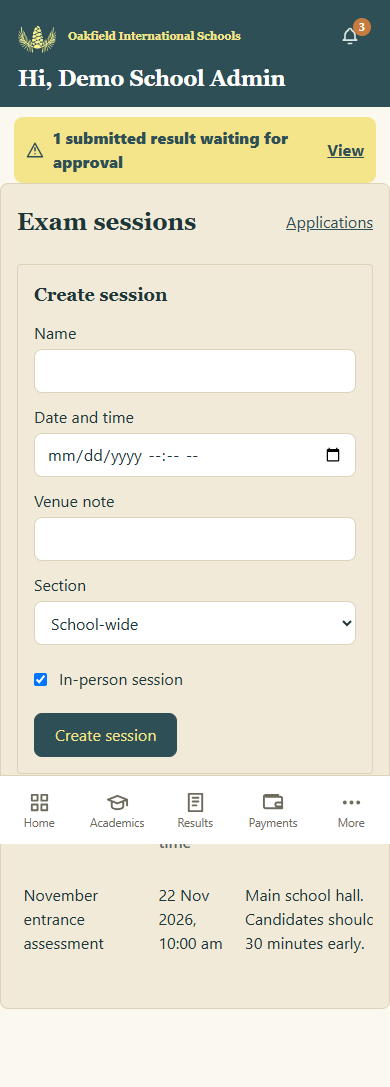 Oakfield International Schools
3
Hi, Demo School Admin
1 submitted result waiting for
approval
View
Exam sessions
Applications
Create session
Name
Date and time
mm/dd/yyyy --:-- --
Venue note
Section
School-wide
In-person session
Create session
Home
Academics
Results
Payments
More
time
November
entrance
assessment
22 Nov
2026,
10:00 am
Main school hall.
Candidates
30 minutes early.